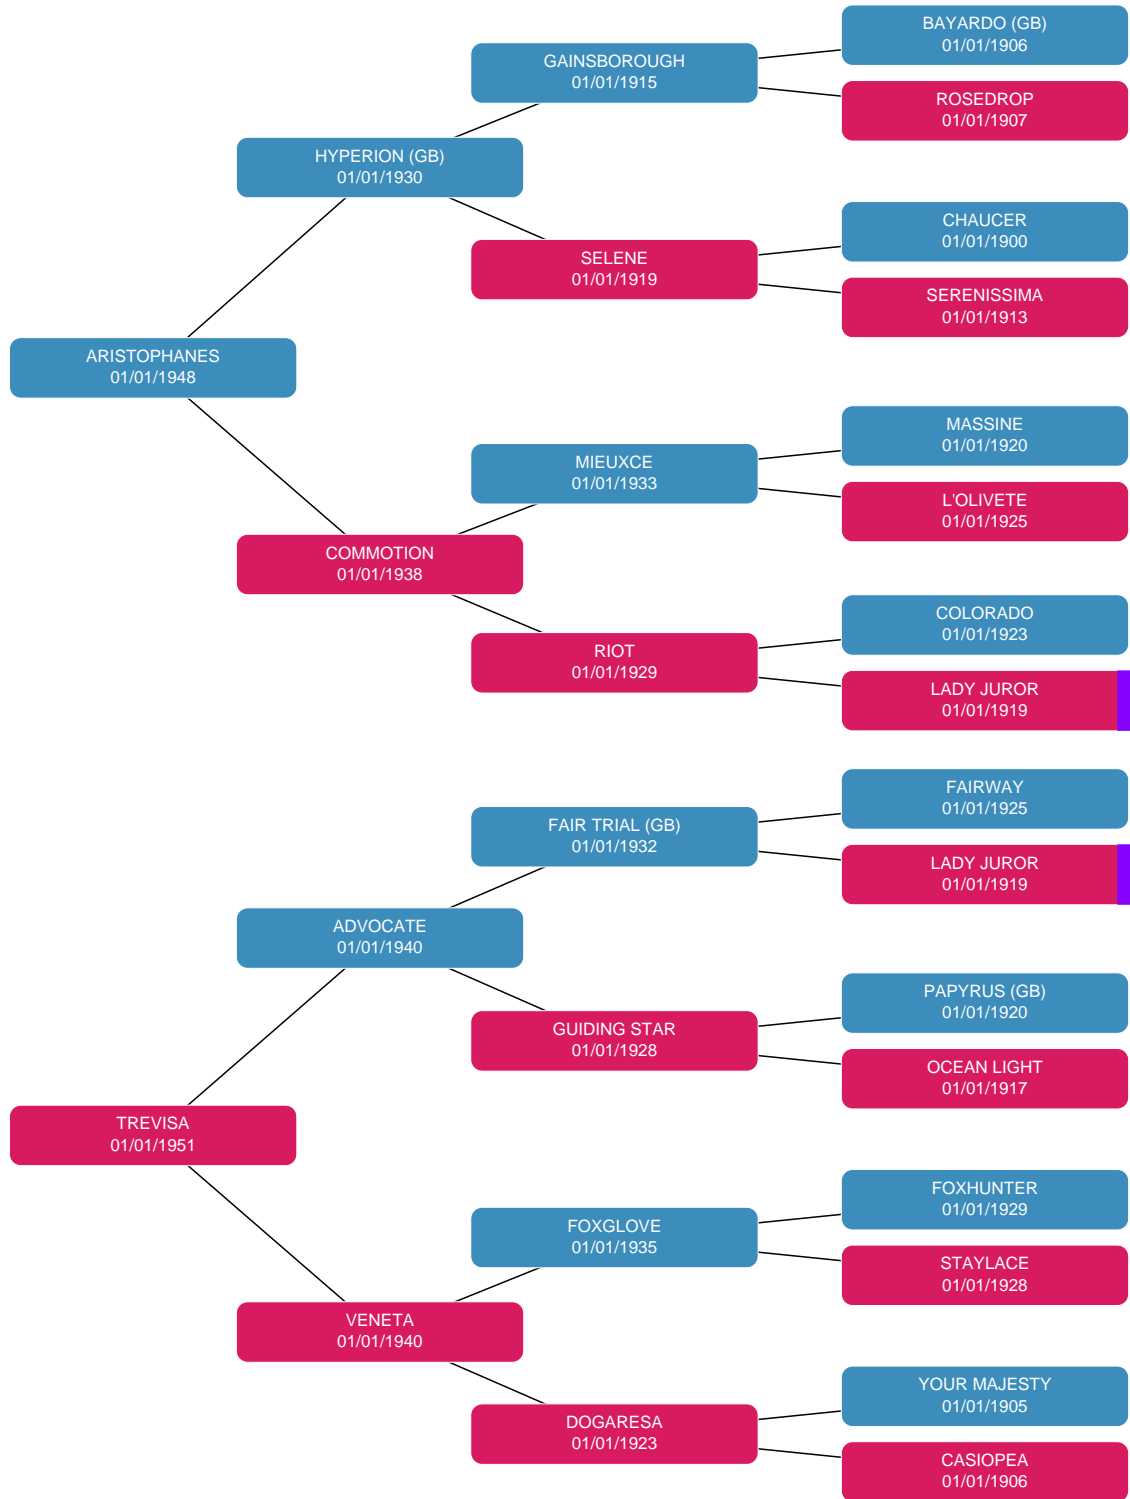 BAYARDO (GB)
01/01/1906
GAINSBOROUGH
01/01/1915
ROSEDROP
01/01/1907
HYPERION (GB)
01/01/1930
CHAUCER
01/01/1900
SELENE
01/01/1919
SERENISSIMA
01/01/1913
ARISTOPHANES
01/01/1948
MASSINE
01/01/1920
MIEUXCE
01/01/1933
L'OLIVETE
01/01/1925
COMMOTION
01/01/1938
COLORADO
01/01/1923
RIOT
01/01/1929
LADY JUROR
01/01/1919
FAIRWAY
01/01/1925
FAIR TRIAL (GB)
01/01/1932
LADY JUROR
01/01/1919
ADVOCATE
01/01/1940
PAPYRUS (GB)
01/01/1920
GUIDING STAR
01/01/1928
OCEAN LIGHT
01/01/1917
TREVISA
01/01/1951
FOXHUNTER
01/01/1929
FOXGLOVE
01/01/1935
STAYLACE
01/01/1928
VENETA
01/01/1940
YOUR MAJESTY
01/01/1905
DOGARESA
01/01/1923
CASIOPEA
01/01/1906